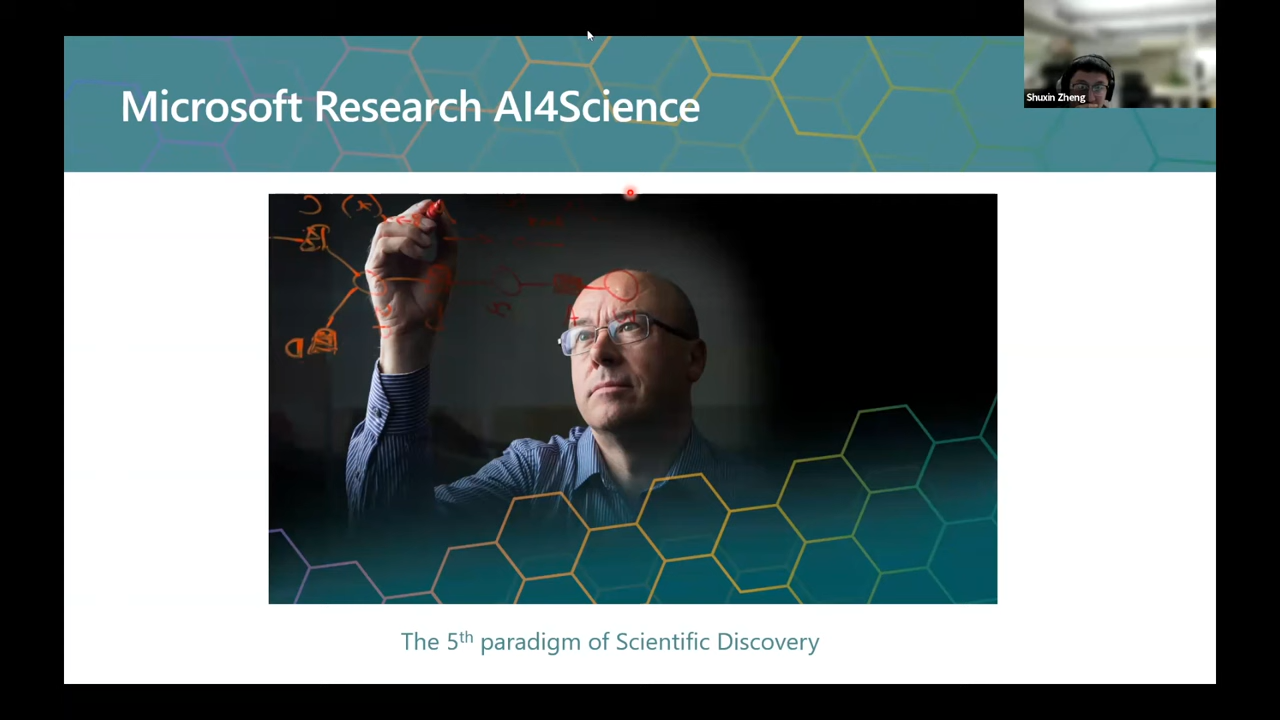 Microsoft Research AI4Science
Shuxin Zheng
(x)
The 5th paradigm of Scientific Discovery